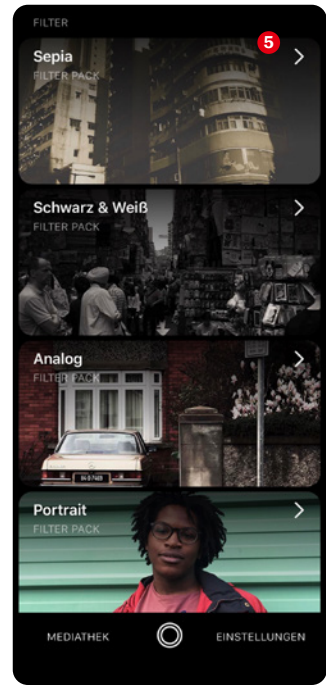 FILTER
5
Sepia
FILTER PACK
Schwarz & Weiß
FILTER PACK
Analog
FILTER PACK
Portrait
FILTER PACK
MEDIATHEK
EINSTELLUNGEN